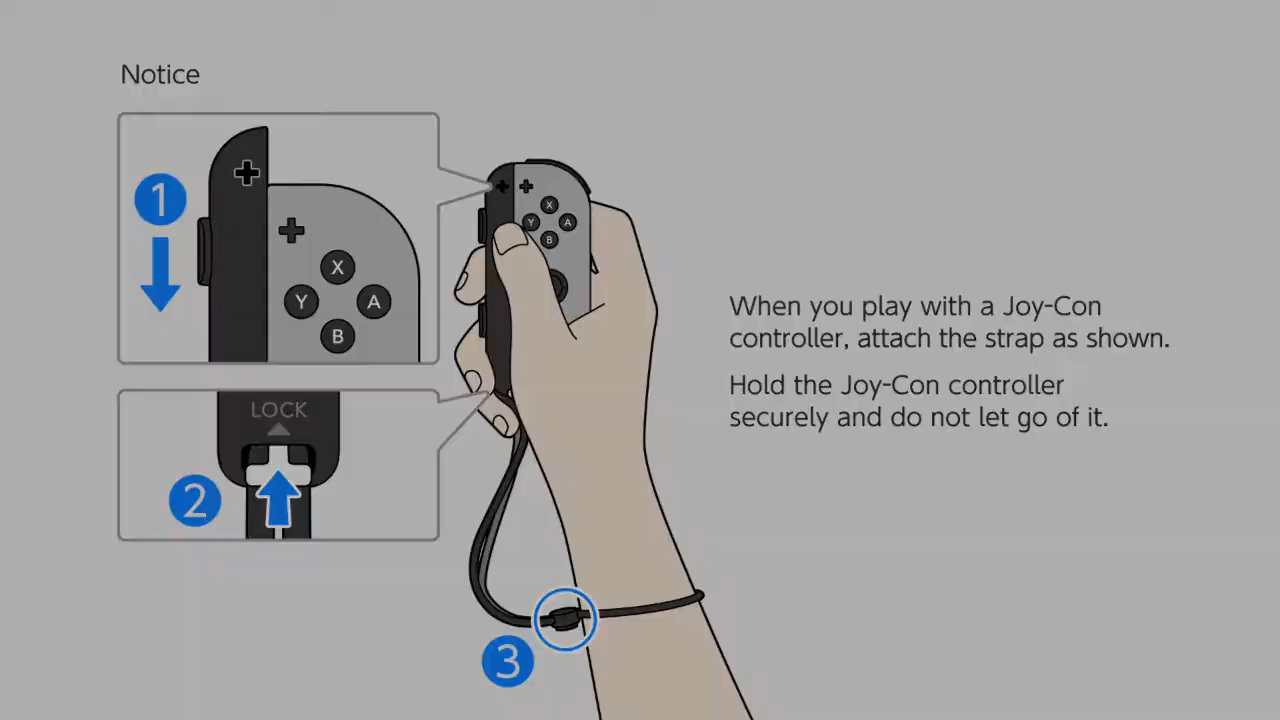 Notice
1
X
Y
A
B
LOCK
2
X
Y
A
B
3
When you play with a Joy-Con
controller, attach the strap as shown.
Hold the Joy-Con controller
securely and do not let go of it.